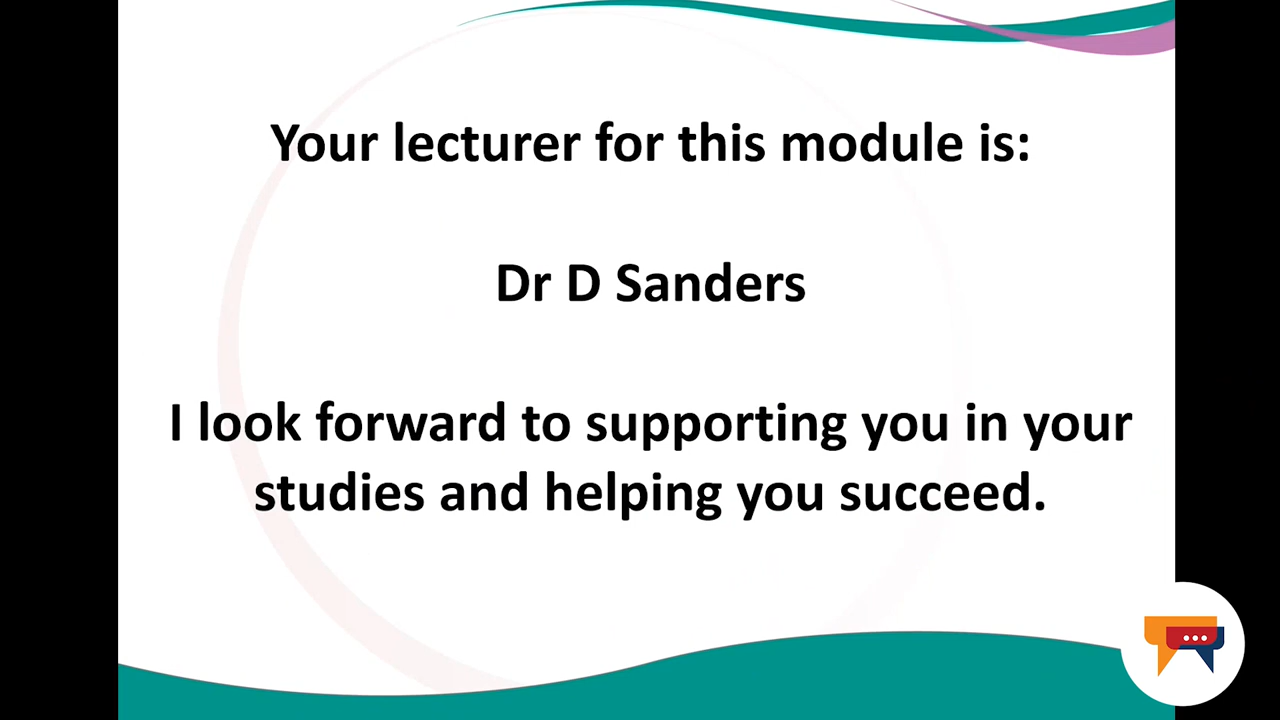 Your lecturer for this module is:
Dr D Sanders
I look forward to supporting you in your
studies and helping you succeed.